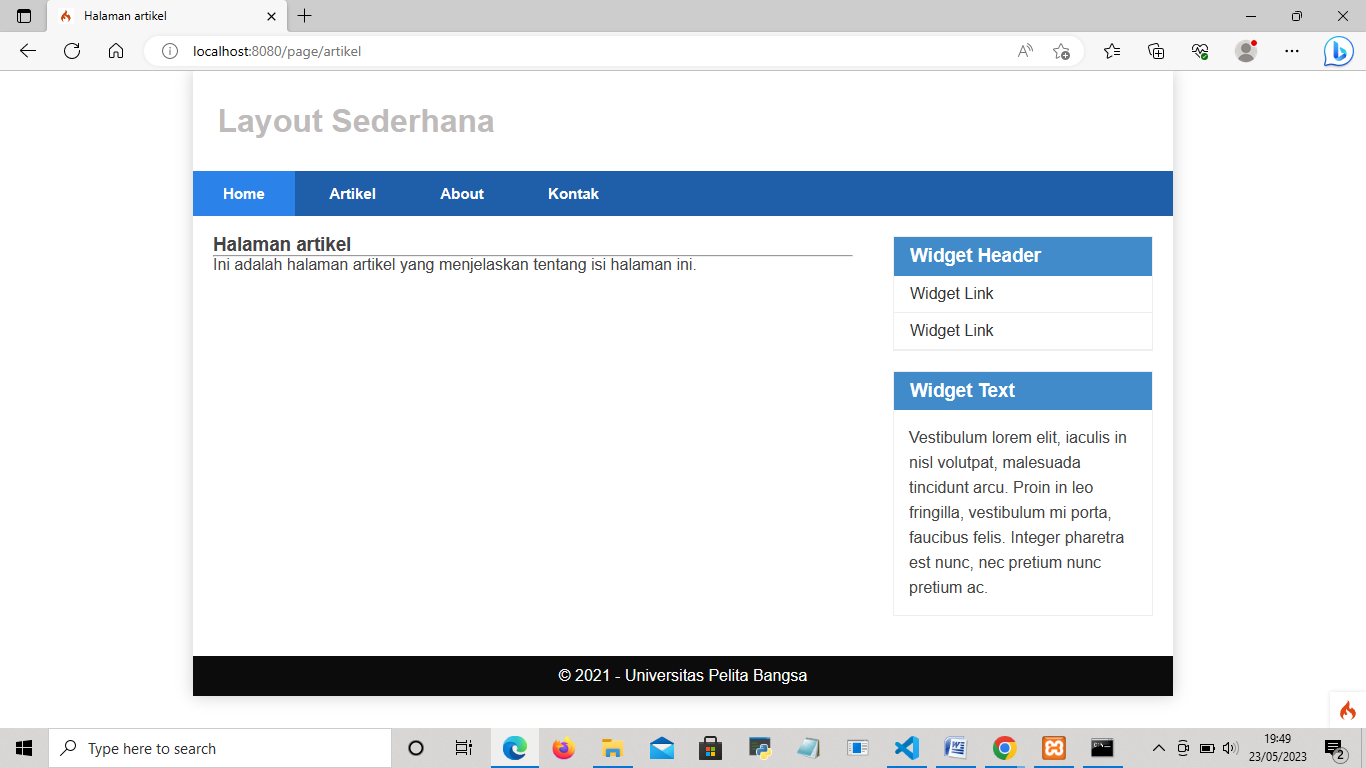 Halaman artikel
localhost:8080/page/artikel
Layout Sederhana
Home Artikel About Kontak
Halaman artikel
Ini adalah halaman artikel yang menjelaskan tentang isi halaman ini.
Widget Header
Widget Link
Widget Link
Widget Text
Vestibulum lorem elit, iaculis in
nisl volutpat, malesuada
tincidunt arcu. Proin in leo
fringilla, vestibulum mi porta,
faucibus felis. Integer pharetra
est nunc, nec pretium nunc
pretium ac.
© 2021 - Universitas Pelita Bangsa
Type here to search
19:49
23/05/2023
2